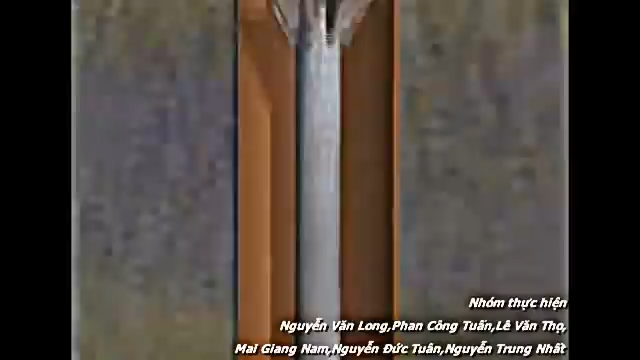 Nhóm thực hiện
Nguyễn Văn Long,Phan Công Tuấn,Lê Văn Thọ,
Mai Giang Nam,Nguyễn Đức Tuân,Nguyễn Trung Nhất